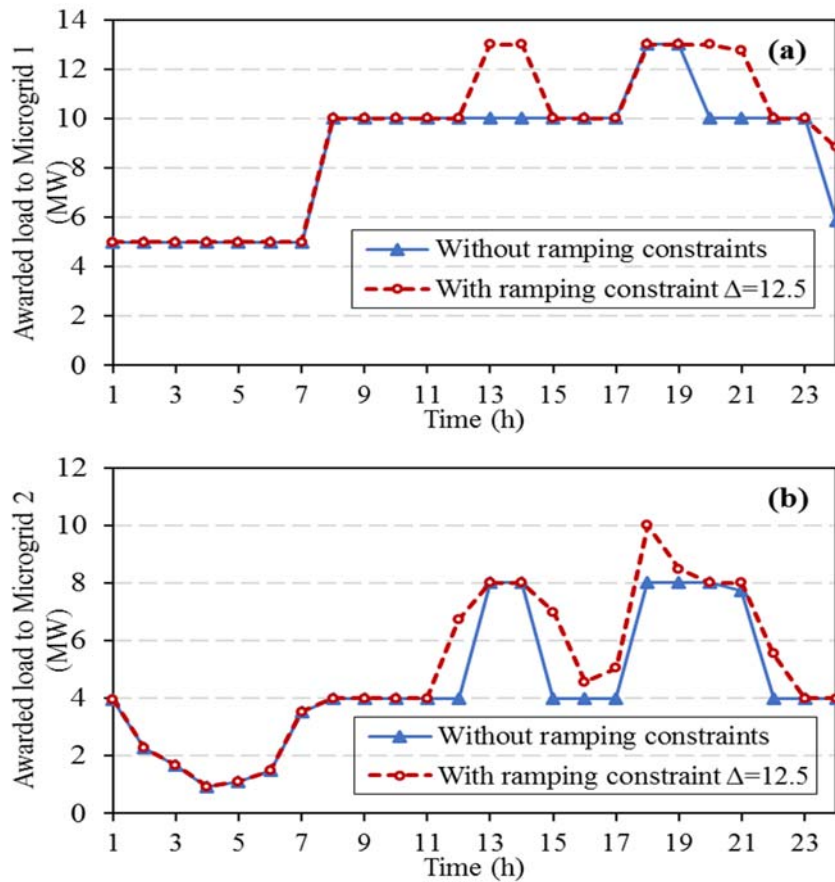 14
12
10
8
6
4
2
0
Awarded load to Microgrid 1
(MW)
(a)
Without ramping constraints
With ramping constraint Δ=12.5
1 3 5 7 9 11 13 15 17 19 21 23
Time (h)
12
10
8
6
4
2
0
Awarded load to Microgrid 2
(MW)
(b)
Without ramping constraints
With ramping constraint Δ=12.5
1 3 5 7 9 11 13 15 17 19 21 23
Time (h)